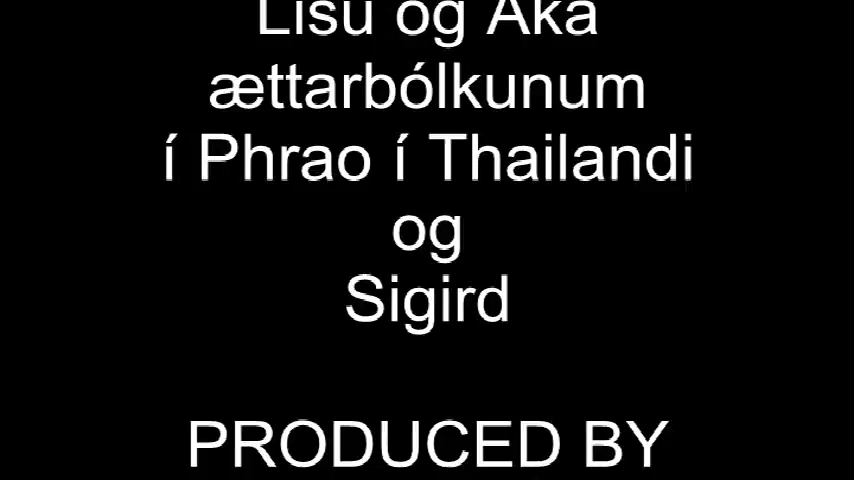 Lisu og Aka
ættarbólkunum
í Phrao í Thailandi
og
Sigird
PRODUCED BY